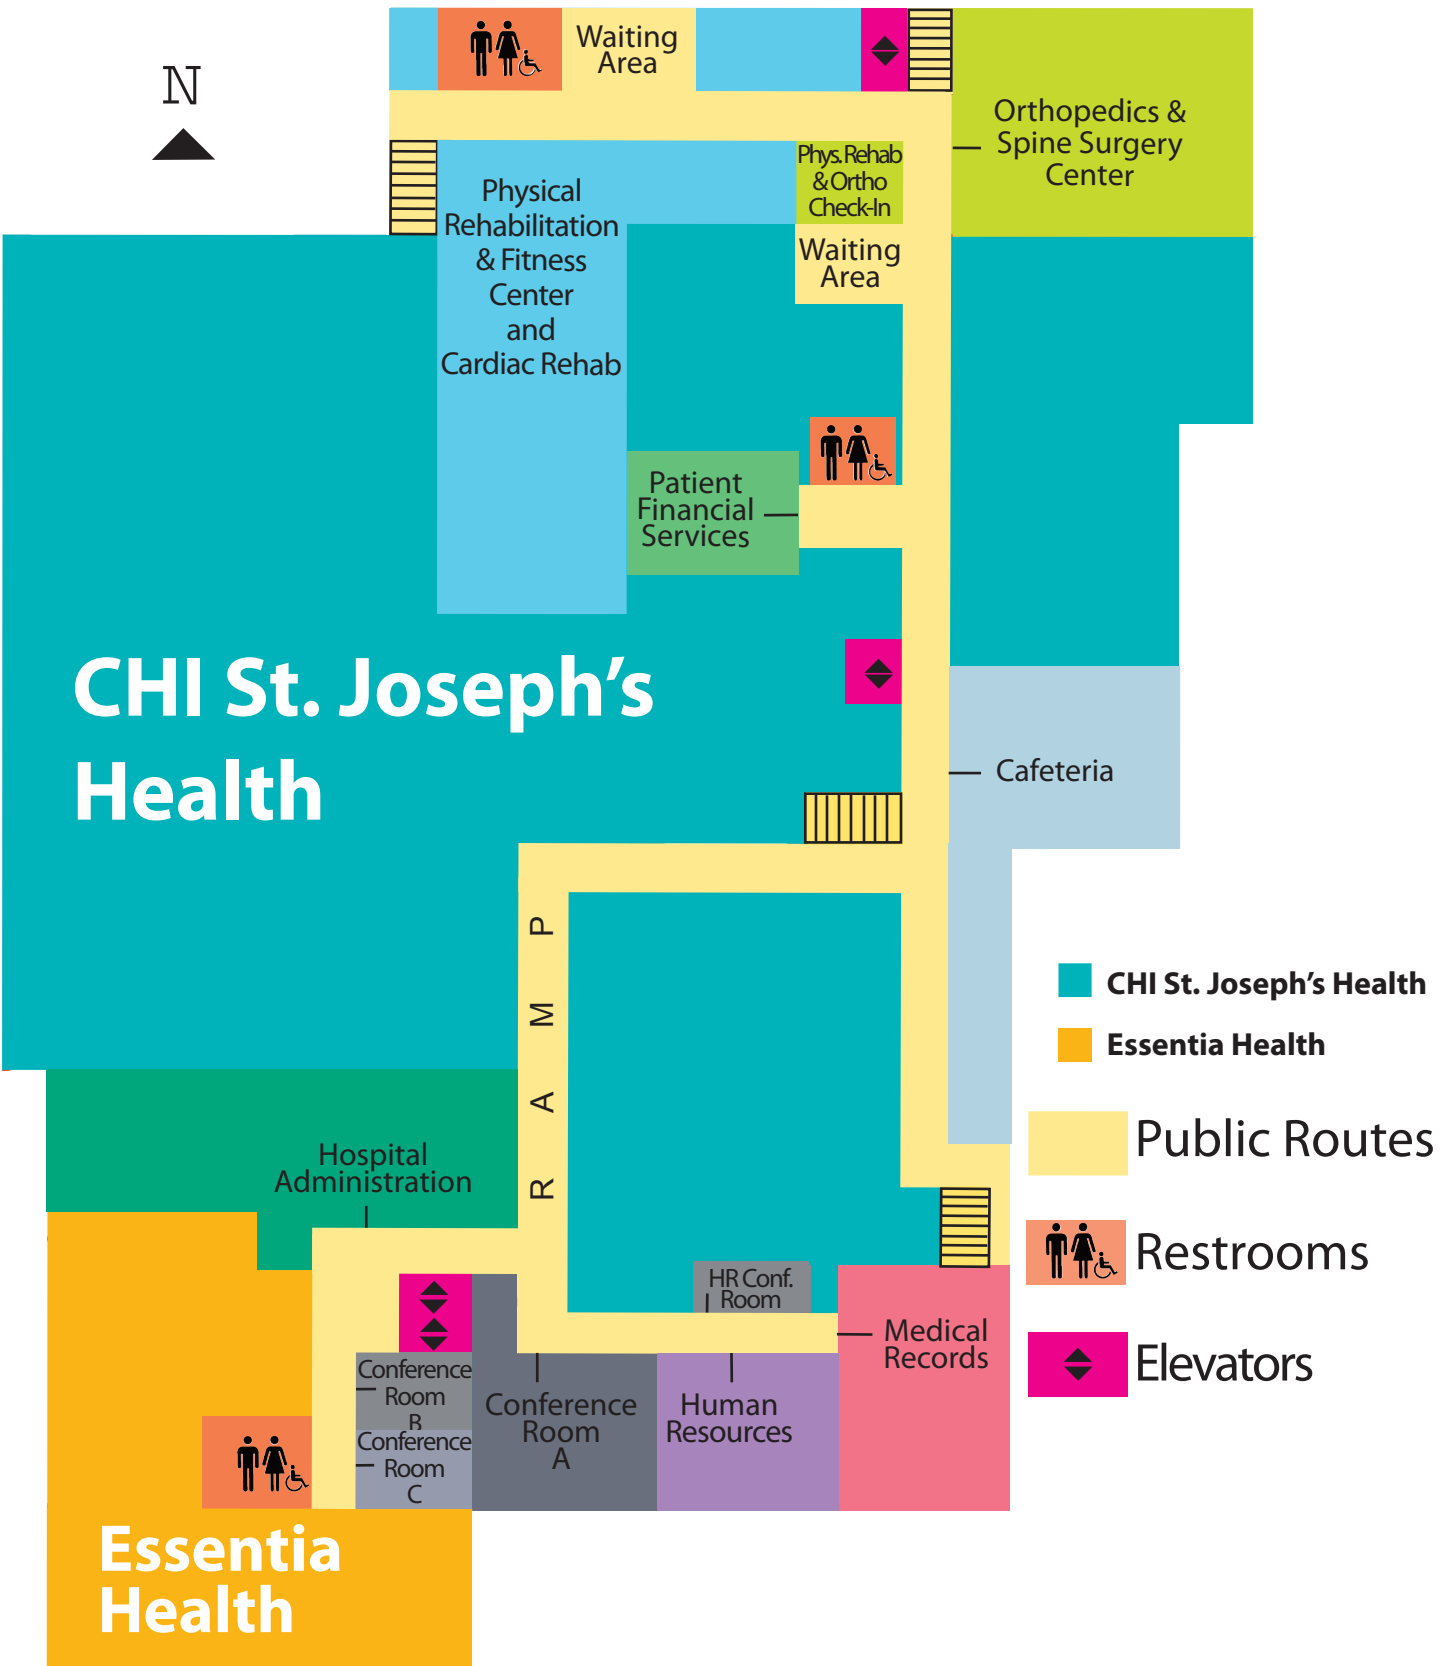 N
Waiting
Area
Orthopedics &
Spine Surgery
Center
Phys. Rehab
& Ortho
Check-In
Waiting
Area
Physical
Rehabilitation
& Fitness
Center
and
Cardiac Rehab
Patient
Financial
Services
CHI St. Joseph's
Health
Cafeteria
RAMP
CHI St. Joseph's Health
Essentia Health
Public Routes
Restrooms
Elevators
Hospital
Administration
HR Conf.
Room
Medical
Records
Conference
Room
B
Conference
Room
C
Conference
Room
A
Human
Resources
Essentia
Health